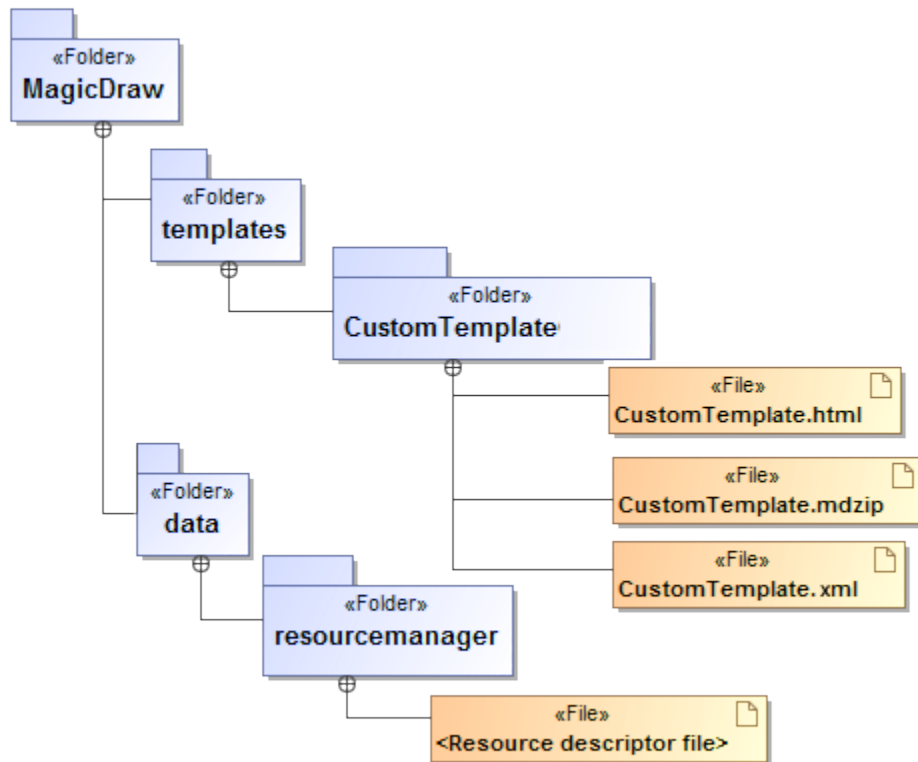 «Folder»
MagicDraw
«Folder»
templates
«Folder»
CustomTemplate
«File»
CustomTemplate.html
«File»
CustomTemplate.mdzip
«File»
CustomTemplate.xml
«Folder»
data
«Folder»
resourcemanager
«File»
<Resource descriptor file>